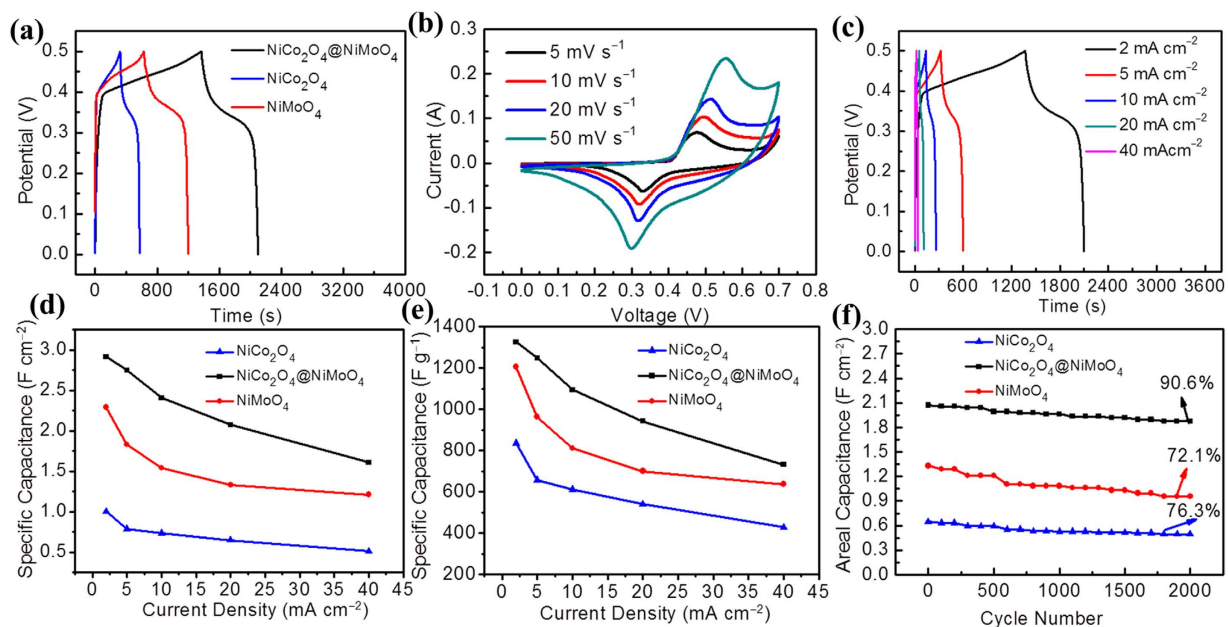 (a)
0.5
0.4
0.3
0.2
0.1
0.0
Potential (V)
NiCo₂O₄@NiMoO₄
NiCo₂O₄
NiMoO₄
0 800 1600 2400 3200 4000
Time (s)
(b)
0.3
0.2
0.1
0.0
-0.1
-0.2
Current (A)
5 mV s⁻¹
10 mV s⁻¹
20 mV s⁻¹
50 mV s⁻¹
-0.1 0.0 0.1 0.2 0.3 0.4 0.5 0.6 0.7 0.8
Voltage (V)
(c)
0.5
0.4
0.3
0.2
0.1
0.0
Potential (V)
2 mA cm⁻²
5 mA cm⁻²
10 mA cm⁻²
20 mA cm⁻²
40 mAcm⁻²
0 600 1200 1800 2400 3000 3600
Time (s)
(d)
3.0
2.5
2.0
1.5
1.0
0.5
Specific Capacitance (F cm⁻²)
NiCo₂O₄
NiCo₂O₄@NiMoO₄
NiMoO₄
0 5 10 15 20 25 30 35 40 45
Current Density (mA cm⁻²)
(e)
1400
1200
1000
800
600
400
200
Specific Capacitance (F g⁻¹)
NiCo₂O₄
NiCo₂O₄@NiMoO₄
NiMoO₄
0 5 10 15 20 25 30 35 40 45
Current Density (mA cm⁻²)
(f)
3.0
2.7
2.4
2.1
1.8
1.5
1.2
0.9
0.6
0.3
0.0
Areal Capacitance (F cm⁻²)
NiCo₂O₄
NiCo₂O₄@NiMoO₄
NiMoO₄
90.6%
72.1%
76.3%
0 500 1000 1500 2000
Cycle Number